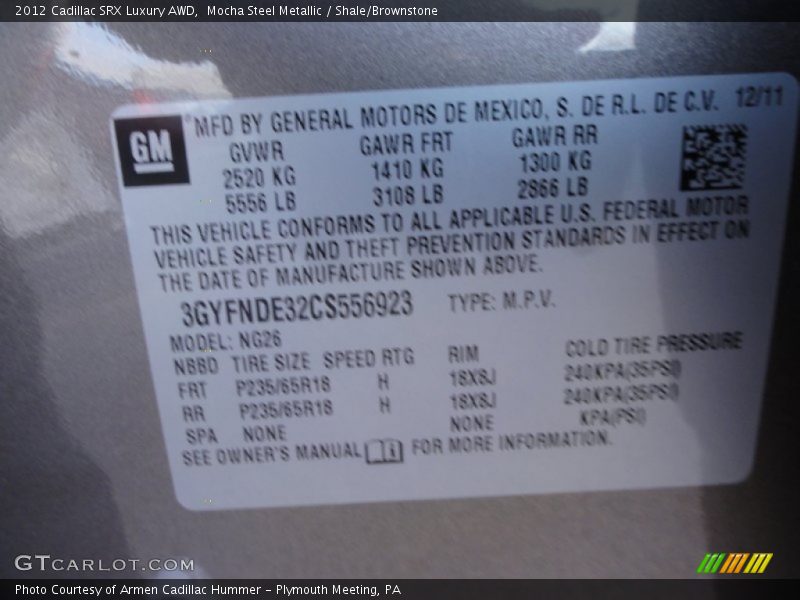 2012 Cadillac SRX Luxury AWD,  Mocha Steel Metallic / Shale/Brownstone
GM ® MFD BY GENERAL MOTORS DE MEXICO, S. DE R.L. DE C.V. 12/11
GVWR GAWR FRT GAWR RR
2520 KG 1410 KG 1300 KG
5556 LB 3108 LB 2866 LB
THIS VEHICLE CONFORMS TO ALL APPLICABLE U.S. FEDERAL MOTOR
VEHICLE SAFETY AND THEFT PREVENTION STANDARDS IN EFFECT ON
THE DATE OF MANUFACTURE SHOWN ABOVE.
3GYFNDE32CS556923 TYPE: M.P.V.
MODEL: NG26
NBBD TIRE SIZE SPEED RTG RIM COLD TIRE PRESSURE
FRT P235/65R18 H 18X8J 240KPA(35PSI)
RR P235/65R18 H 18X8J 240KPA(35PSI)
SPA NONE NONE KPA(PSI)
SEE OWNER'S MANUAL FOR MORE INFORMATION.
GTCARLOT.COM
Photo Courtesy of Armen Cadillac Hummer - Plymouth Meeting, PA